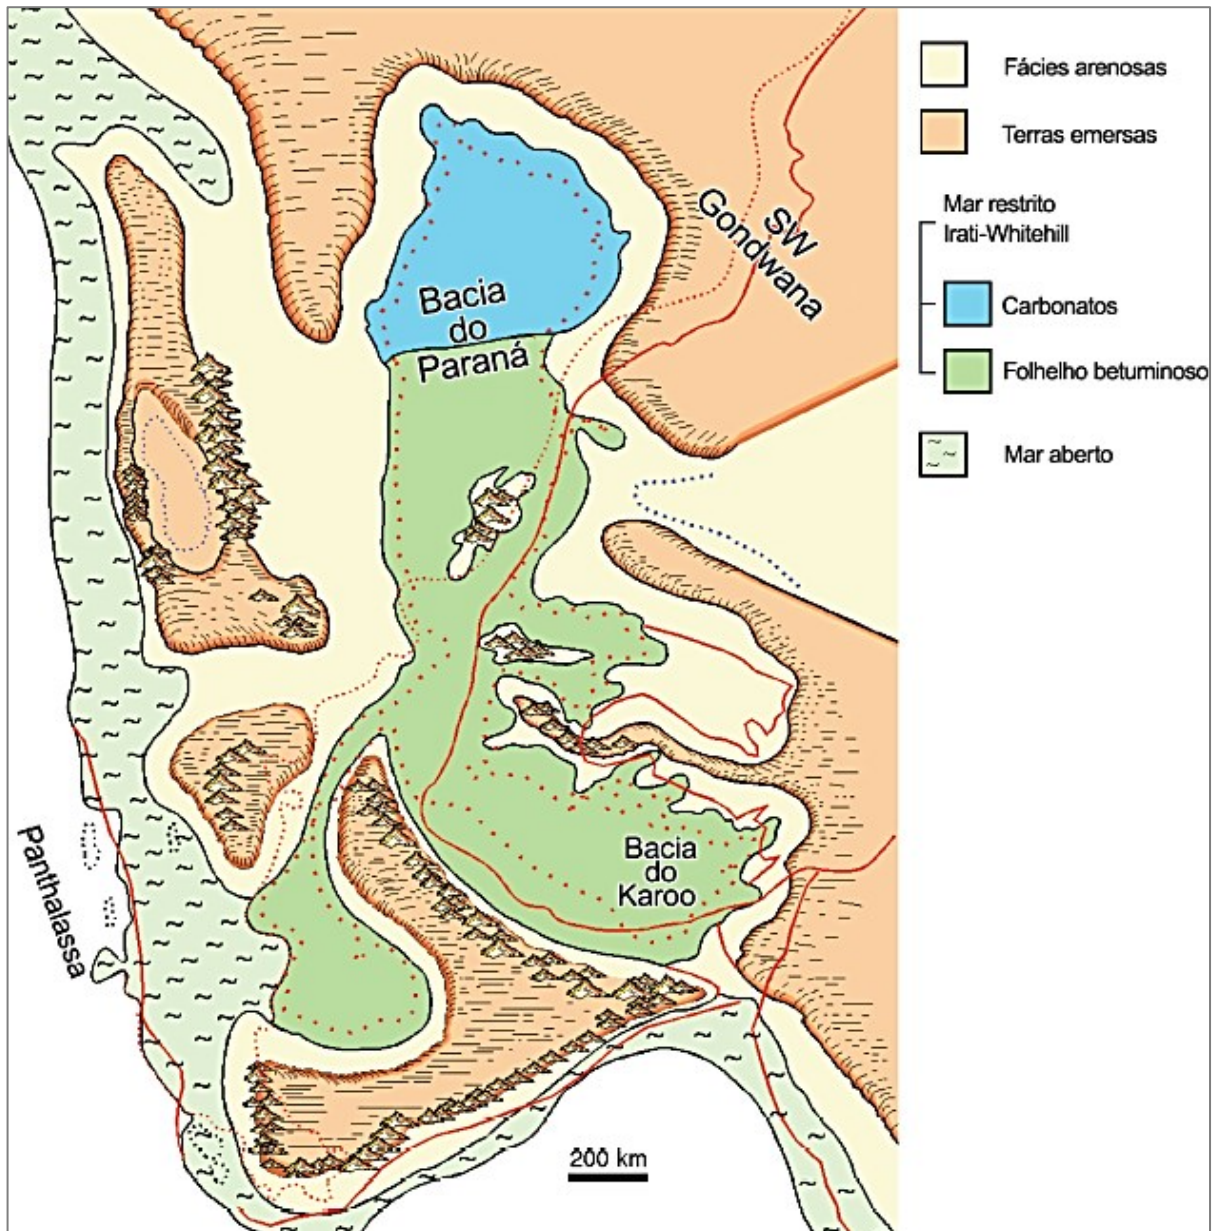 SW
Gondwana
Bacia
do
Paraná
Bacia
do
Karoo
Panthalassa
200 km
Fácies arenosas
Terras emersas
Mar restrito
Irati-Whitehill
Carbonatos
Folhelho betuminoso
Mar aberto